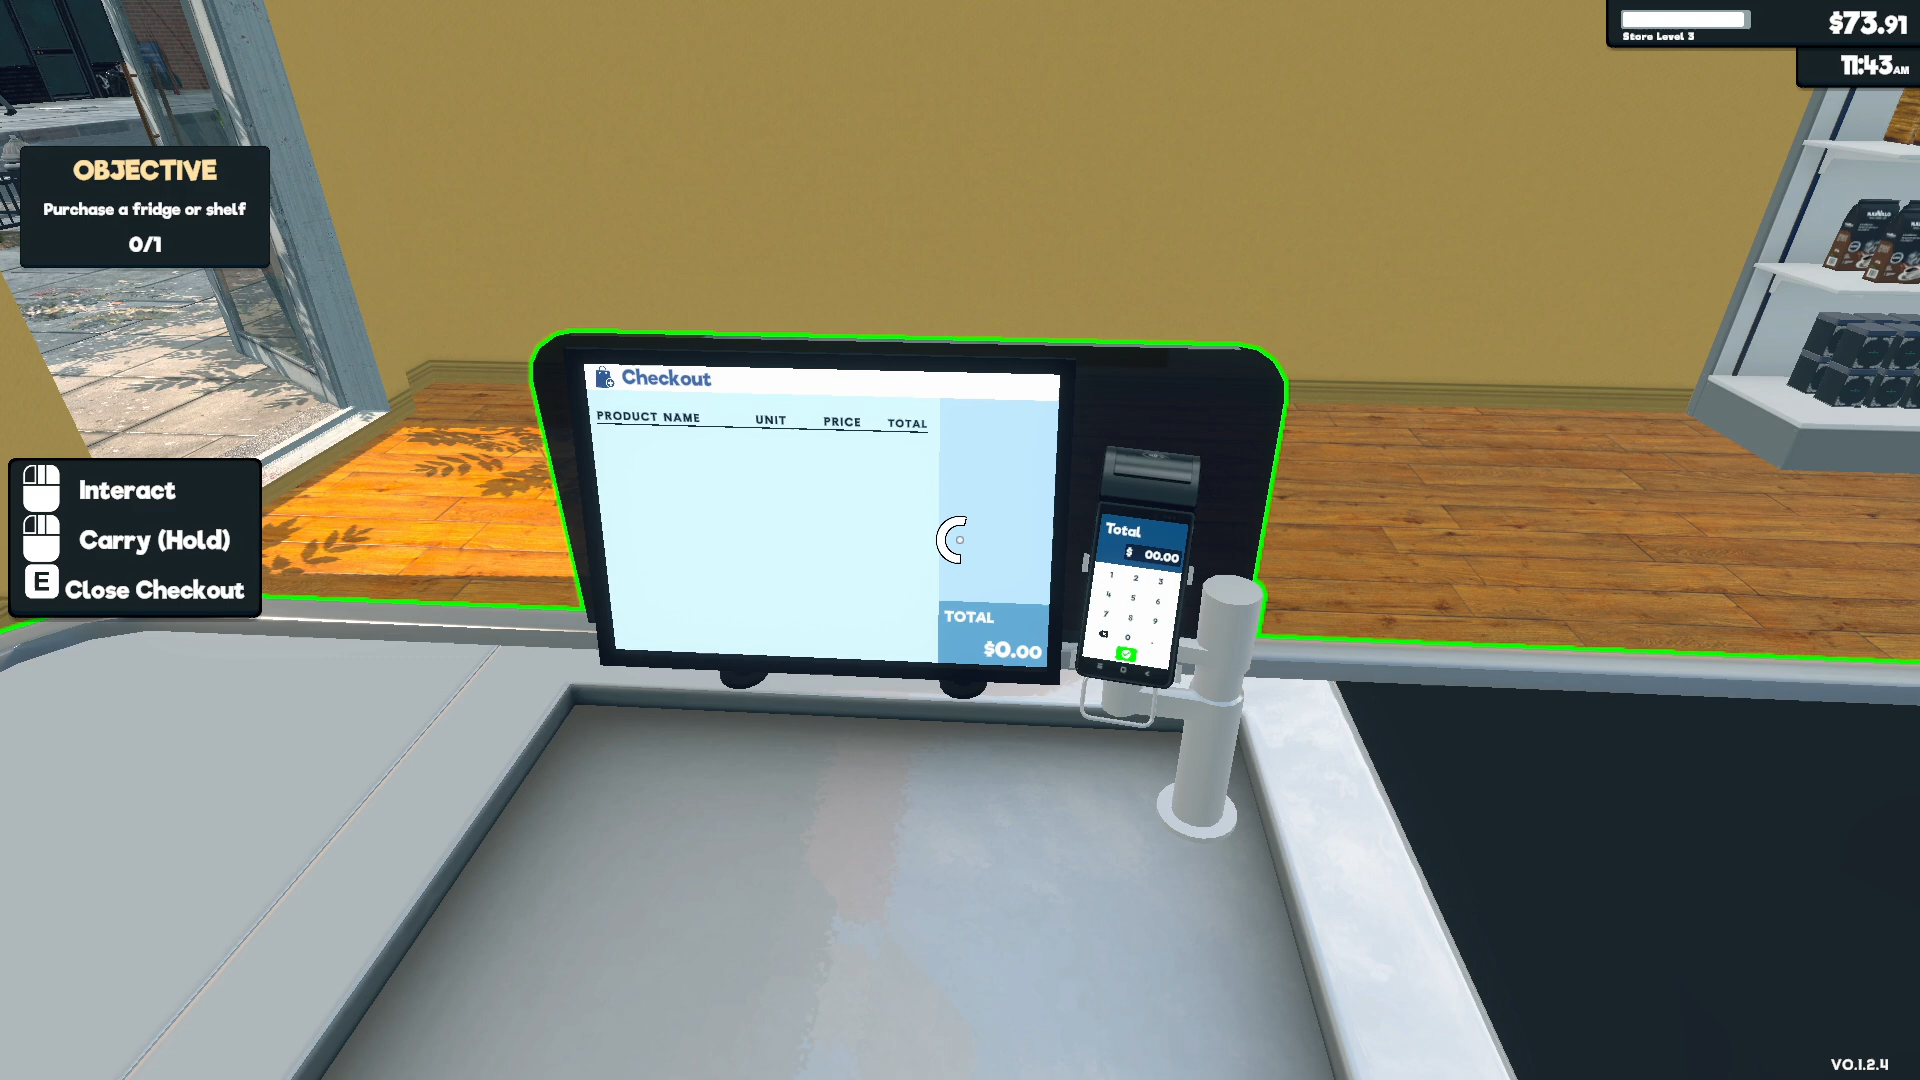 Store Level 3
$73.91
11:43AM
OBJECTIVE
Purchase a fridge or shelf
0/1
Interact
Carry (Hold)
E Close Checkout
Checkout
PRODUCT NAME UNIT PRICE TOTAL
TOTAL
$0.00
Total
$ 00.00
1 2 3
4 5 6
7 8 9
0 .
V0.1.2.4